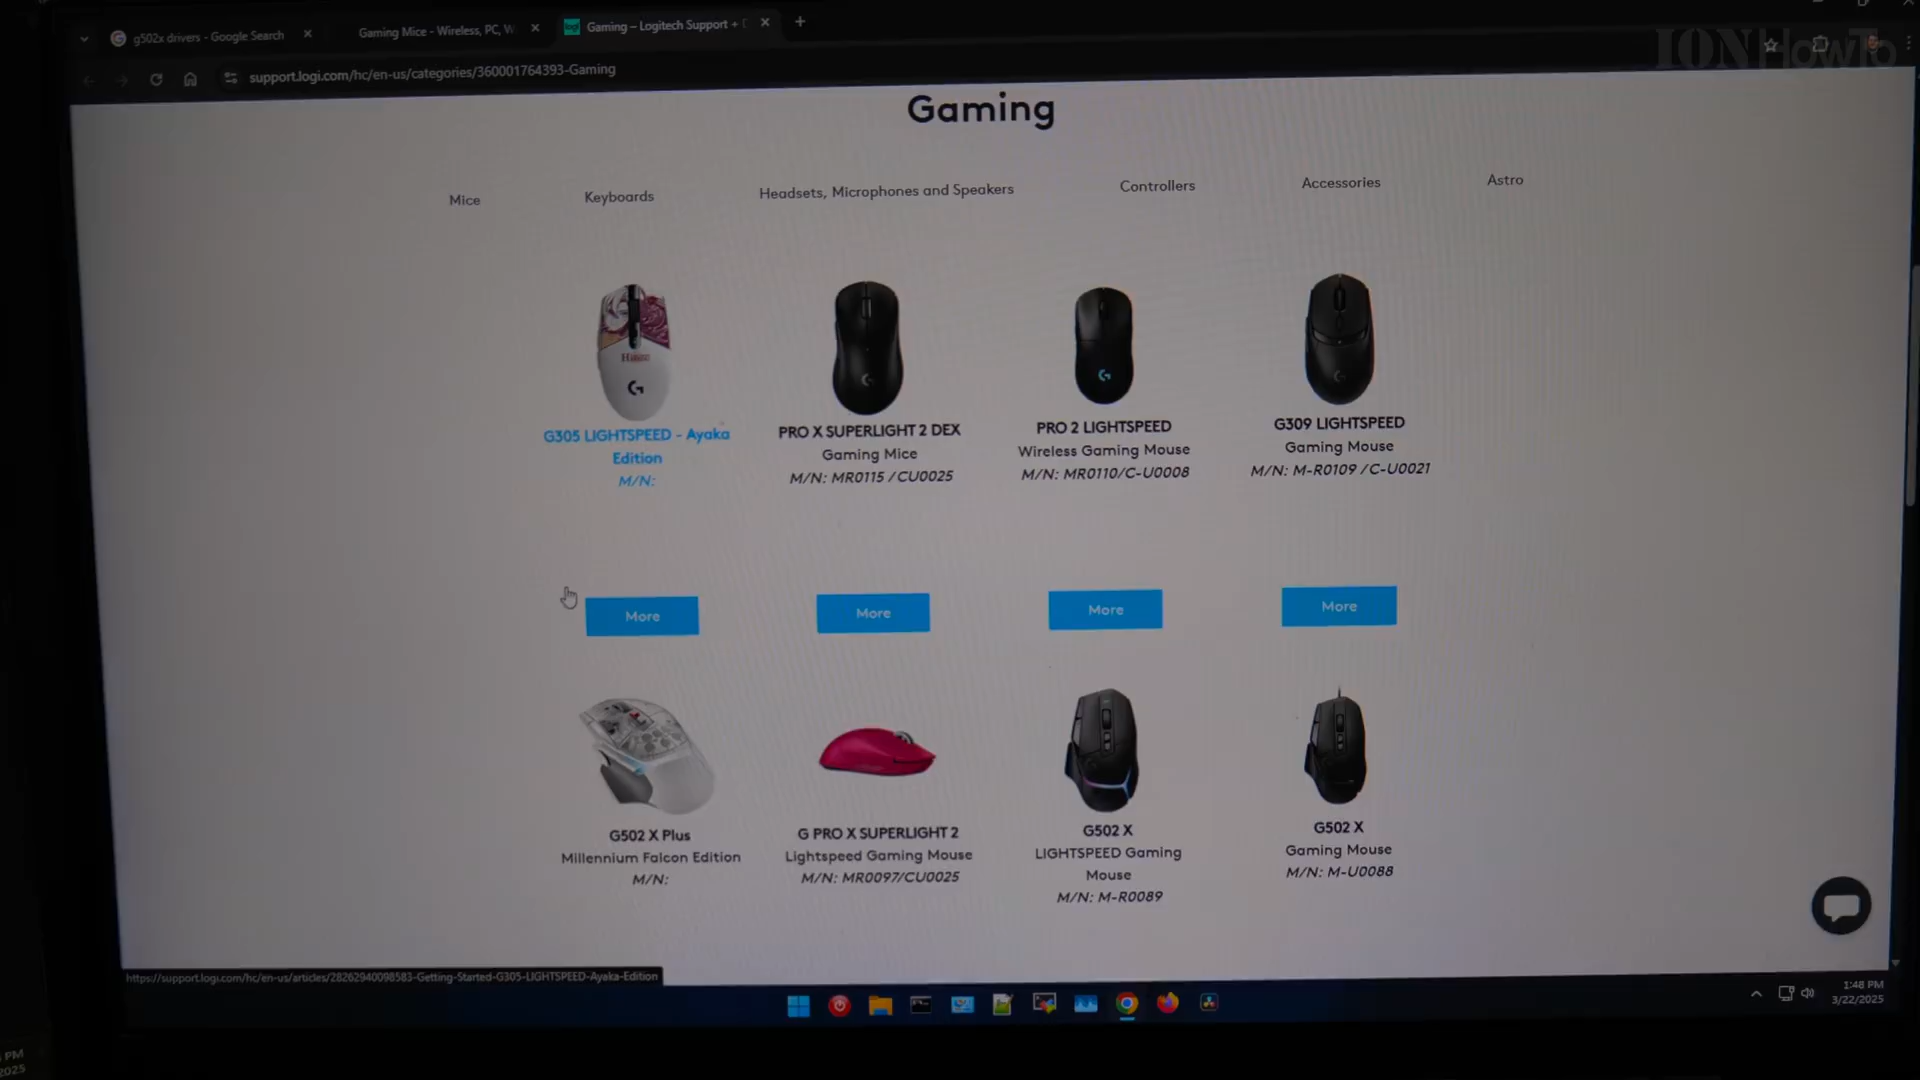 IONHowTo
g502x drivers - Google Search
Gaming Mice - Wireless, PC, W
Gaming – Logitech Support +
support.logi.com/hc/en-us/categories/360001764393-Gaming
Gaming
Mice
Keyboards
Headsets, Microphones and Speakers
Controllers
Accessories
Astro
G305 LIGHTSPEED - Ayaka
Edition
M/N:
PRO X SUPERLIGHT 2 DEX
Gaming Mice
M/N: MR0115 /CU0025
PRO 2 LIGHTSPEED
Wireless Gaming Mouse
M/N: MR0110/C-U0008
G309 LIGHTSPEED
Gaming Mouse
M/N: M-R0109 /C-U0021
More
More
More
More
G502 X Plus
Millennium Falcon Edition
M/N:
G PRO X SUPERLIGHT 2
Lightspeed Gaming Mouse
M/N: MR0097/CU0025
G502 X
LIGHTSPEED Gaming
Mouse
M/N: M-R0089
G502 X
Gaming Mouse
M/N: M-U0088
https://support.logi.com/hc/en-us/articles/28262940098583-Getting-Started-G305-LIGHTSPEED-Ayaka-Edition
1:48 PM
3/22/2025
PM
2025